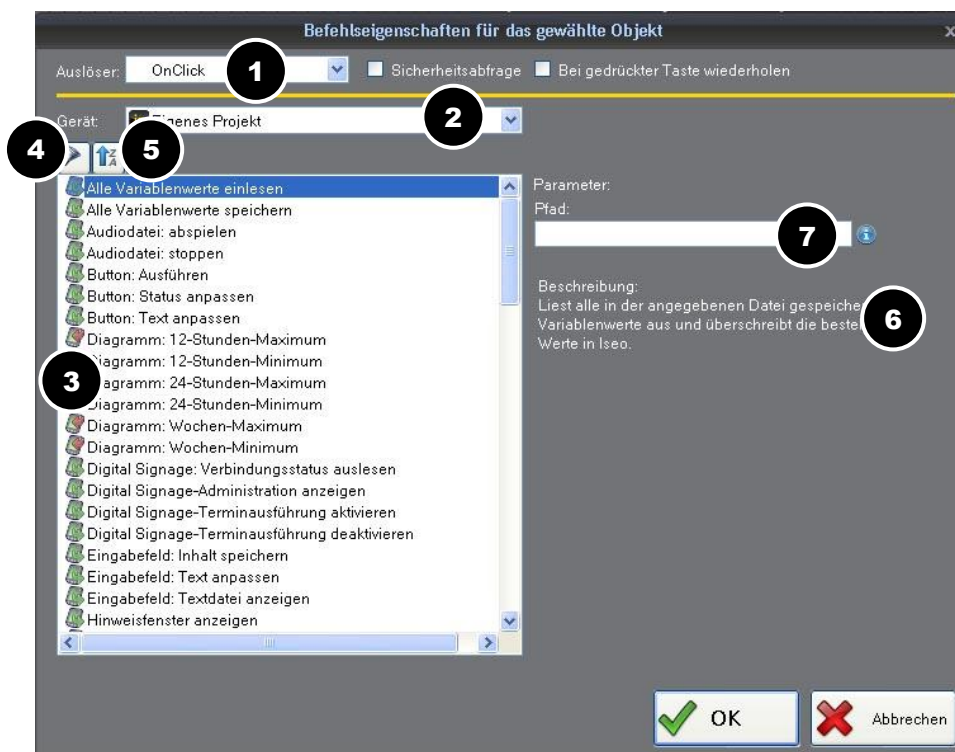 Befehlseigenschaften für das gewählte Objekt
Auslöser: OnClick 1 Sicherheitsabfrage Bei gedrückter Taste wiederholen
Gerät: Eigenes Projekt 2
4 5
Alle Variablenwerte einlesen
Alle Variablenwerte speichern
Audiodatei: abspielen
Audiodatei: stoppen
Button: Ausführen
Button: Status anpassen
Button: Text anpassen
Diagramm: 12-Stunden-Maximum
Diagramm: 12-Stunden-Minimum
3 Diagramm: 24-Stunden-Maximum
Diagramm: 24-Stunden-Minimum
Diagramm: Wochen-Maximum
Diagramm: Wochen-Minimum
Digital Signage: Verbindungsstatus auslesen
Digital Signage-Administration anzeigen
Digital Signage-Terminausführung aktivieren
Digital Signage-Terminausführung deaktivieren
Eingabefeld: Inhalt speichern
Eingabefeld: Text anpassen
Eingabefeld: Textdatei anzeigen
Hinweisfenster anzeigen
Parameter:
Pfad:
7
Beschreibung:
Liest alle in der angegebenen Datei
Variablenwerte aus und überschreibt die 6
Werte in Iseo.
OK Abbrechen